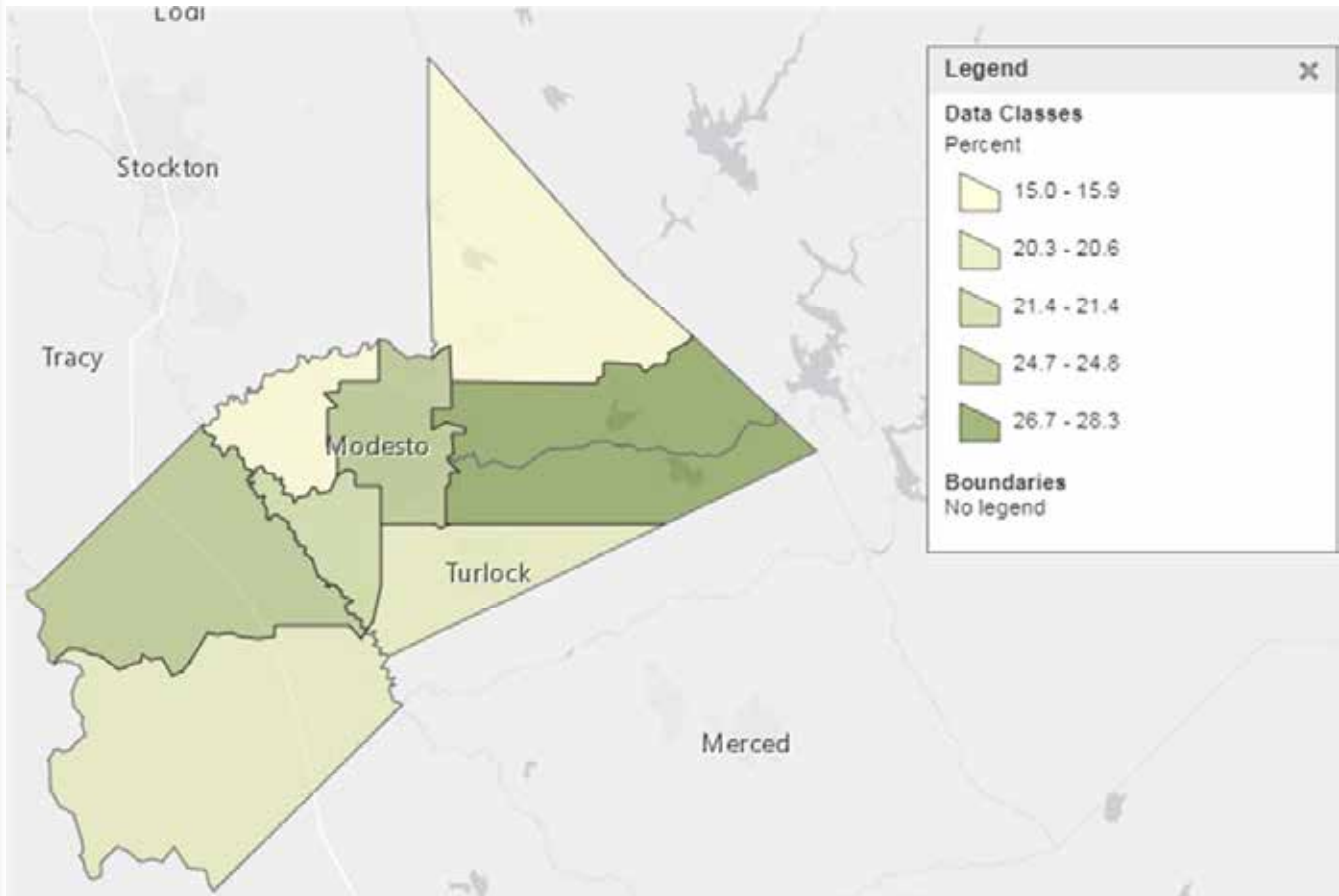 Lodi
Stockton
Tracy
Modesto
Turlock
Merced
Legend
Data Classes
Percent
15.0 - 15.9
20.3 - 20.6
21.4 - 21.4
24.7 - 24.8
26.7 - 28.3
Boundaries
No legend